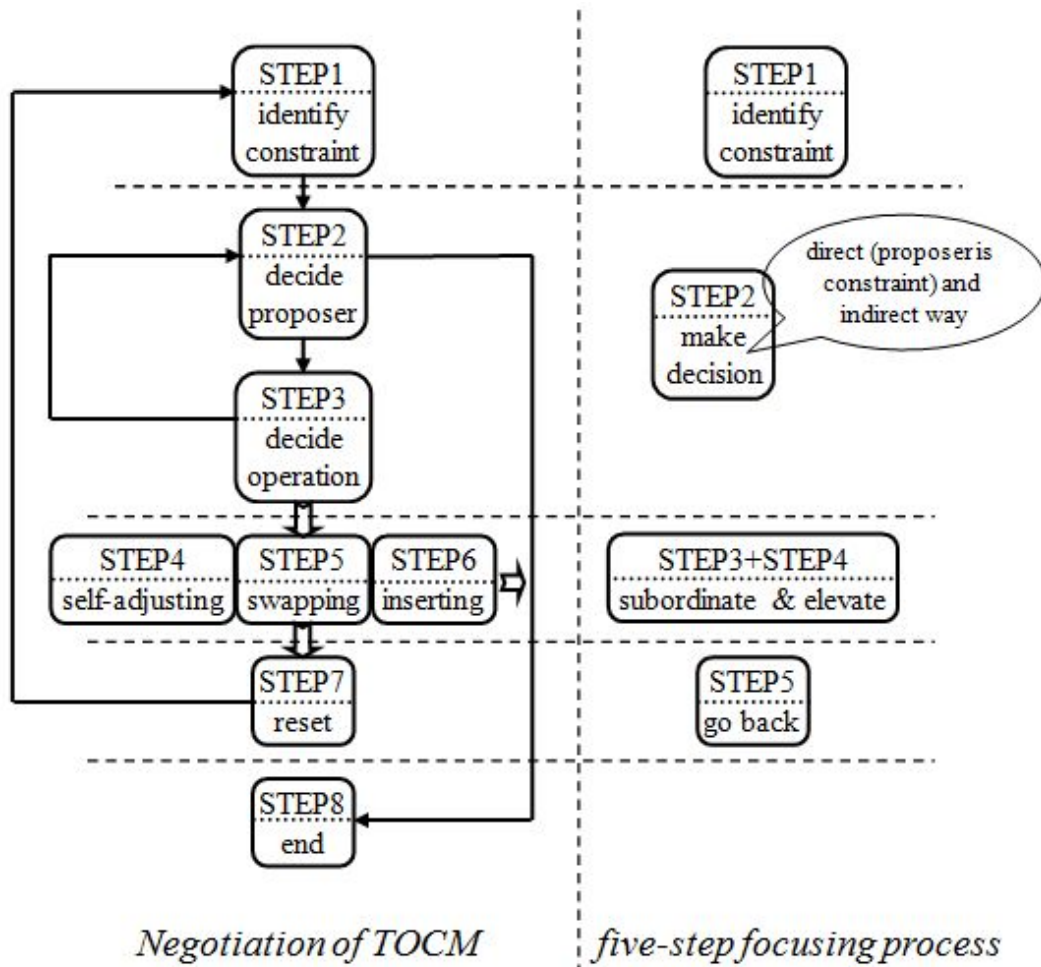 STEP1
identify
constraint
STEP1
identify
constraint
STEP2
decide
proposer
direct (proposer is
constraint) and
indirect way
STEP2
make
decision
STEP3
decide
operation
STEP4
self-adjusting
STEP5
swapping
STEP6
inserting
STEP3+STEP4
subordinate & elevate
STEP7
reset
STEP5
go back
STEP8
end
Negotiation of TOCM
five-step focusing process